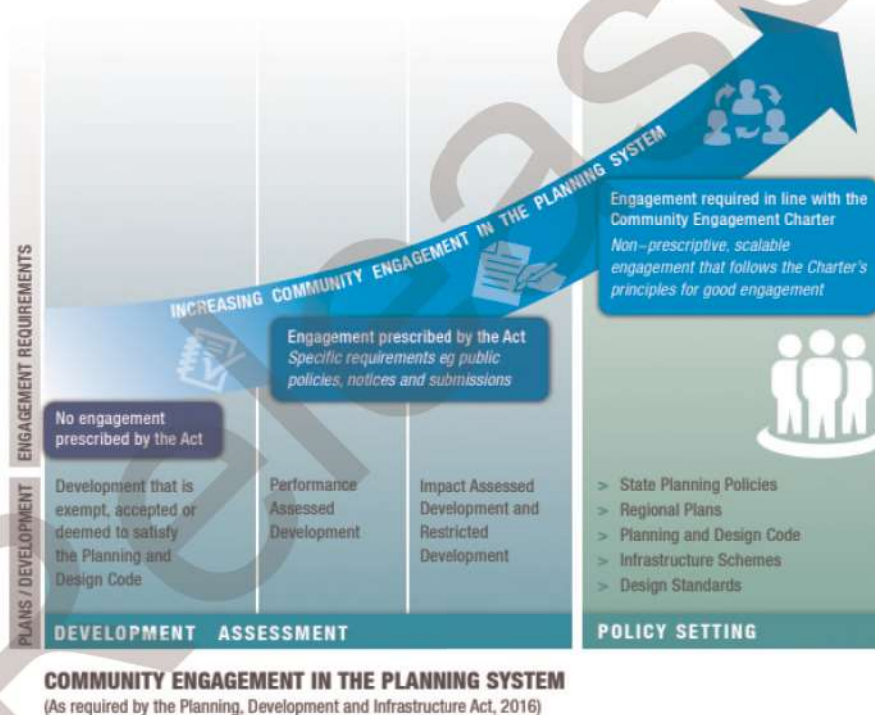 ENGAGEMENT REQUIREMENTS
INCREASING COMMUNITY ENGAGEMENT IN THE PLANNING SYSTEM
No engagement
prescribed by the Act
Engagement prescribed by the Act
Specific requirements eg public
policies, notices and submissions
Engagement required in line with the
Community Engagement Charter
Non–prescriptive, scalable
engagement that follows the Charter's
principles for good engagement
PLANS / DEVELOPMENT
Development that is
exempt, accepted or
deemed to satisfy
the Planning and
Design Code
Performance
Assessed
Development
Impact Assessed
Development and
Restricted
Development
> State Planning Policies
> Regional Plans
> Planning and Design Code
> Infrastructure Schemes
> Design Standards
DEVELOPMENT ASSESSMENT
POLICY SETTING
COMMUNITY ENGAGEMENT IN THE PLANNING SYSTEM
(As required by the Planning, Development and Infrastructure Act, 2016)